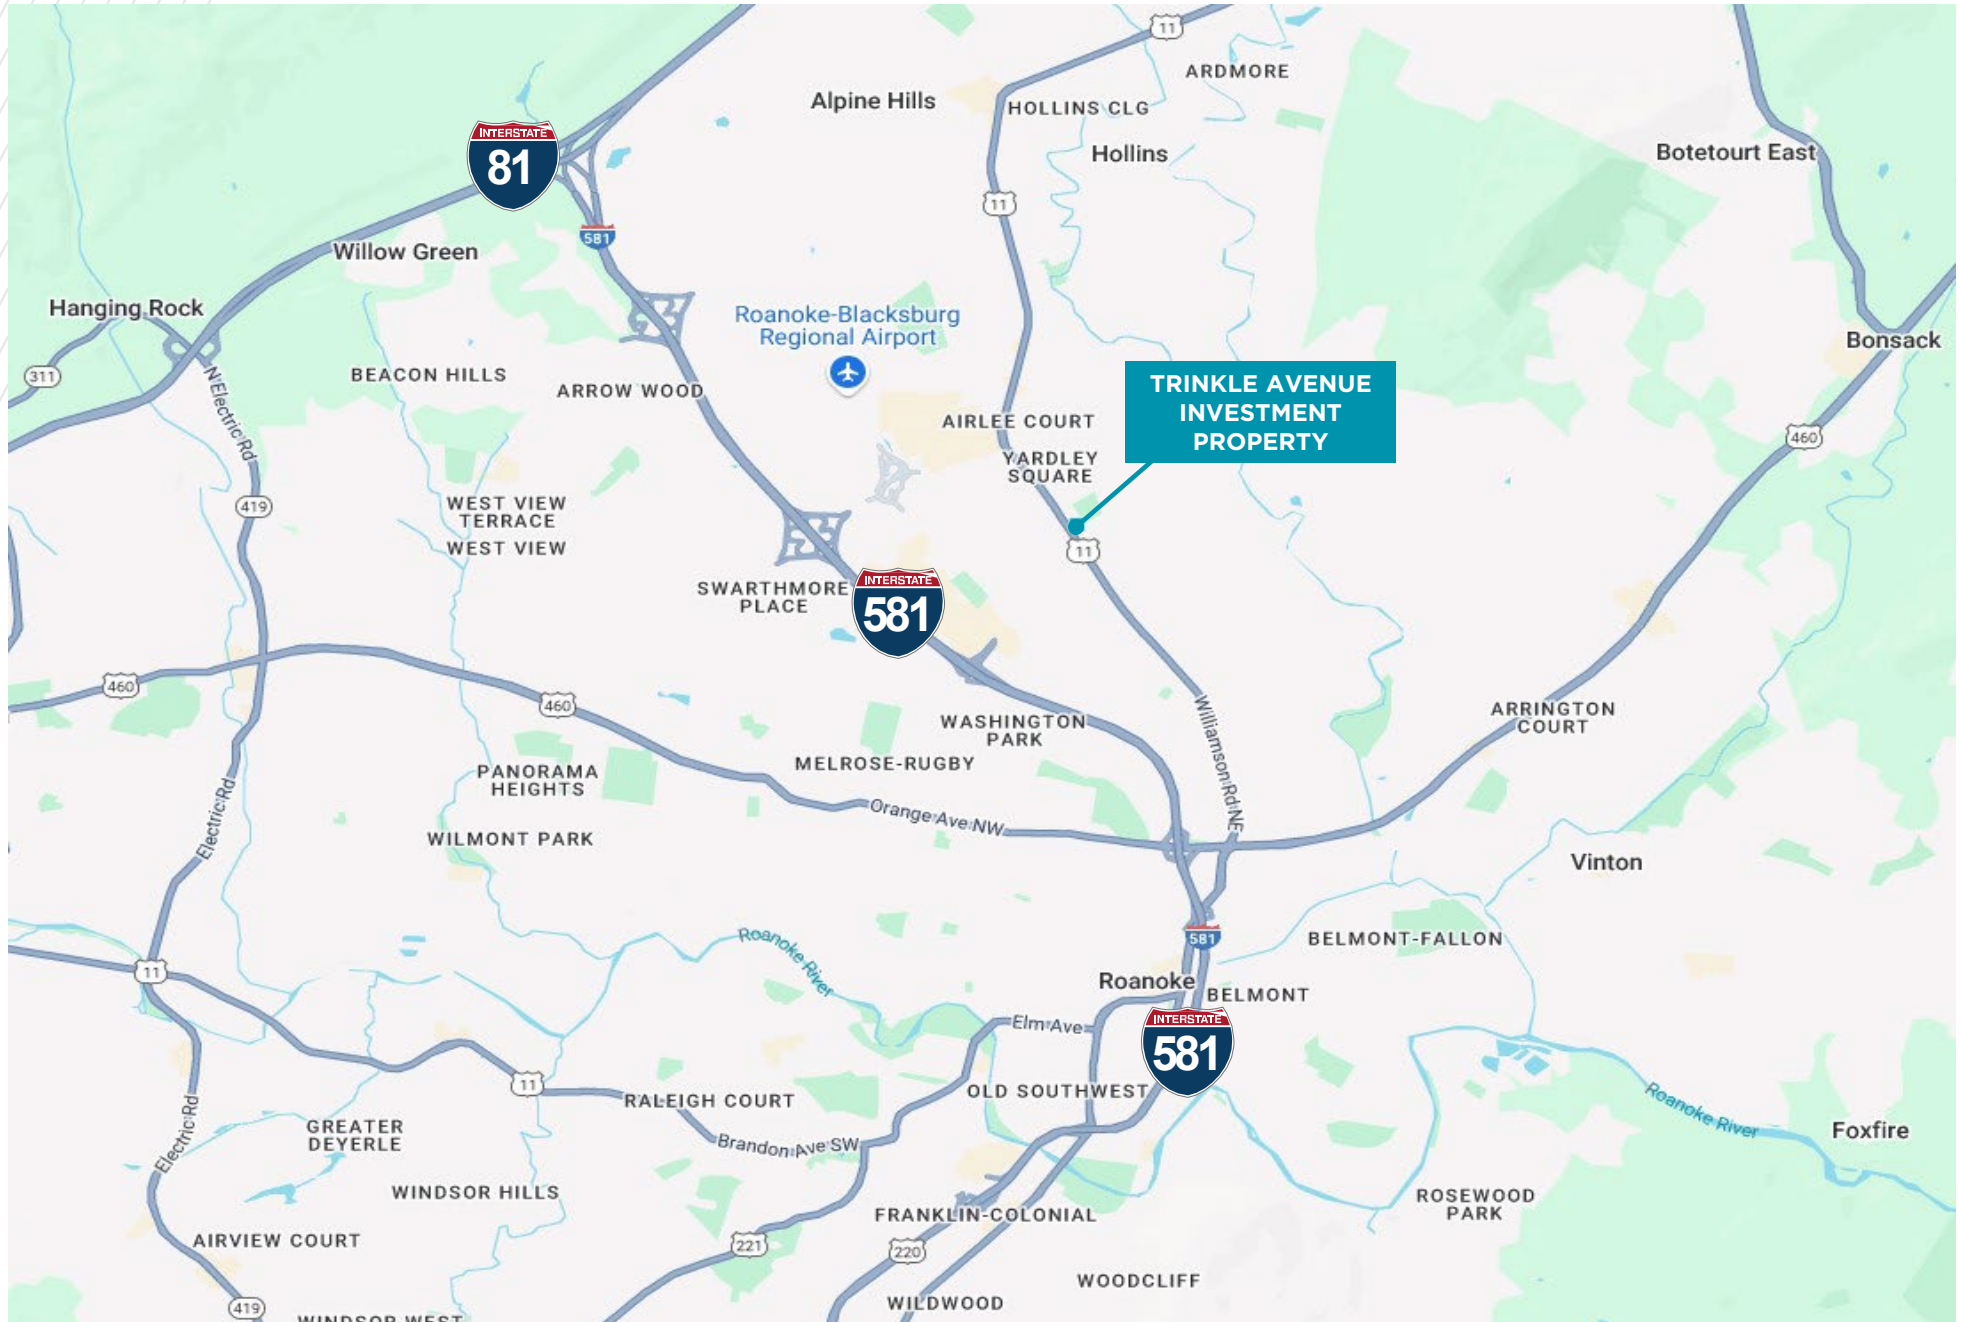 11
ARDMORE
Alpine Hills
HOLLINS CLG
Hollins
INTERSTATE
81
Botetourt East
11
581
Willow Green
Hanging Rock
Roanoke-Blacksburg
Regional Airport
Bonsack
311
BEACON HILLS
ARROW WOOD
TRINKLE AVENUE
INVESTMENT
PROPERTY
N Electric Rd
AIRLEE COURT
460
YARDLEY
SQUARE
419
WEST VIEW
TERRACE
WEST VIEW
11
SWARTHMORE
PLACE
INTERSTATE
581
460
460
WASHINGTON
PARK
Williamson Rd NE
ARRINGTON
COURT
MELROSE-RUGBY
PANORAMA
HEIGHTS
Electric Rd
Orange Ave NW
WILMONT PARK
Vinton
Roanoke River
581
BELMONT-FALLON
11
Roanoke
BELMONT
Elm Ave
INTERSTATE
581
11
RALEIGH COURT
OLD SOUTHWEST
Electric Rd
GREATER
DEYERLE
Brandon Ave SW
Roanoke River
Foxfire
WINDSOR HILLS
ROSEWOOD
PARK
FRANKLIN-COLONIAL
AIRVIEW COURT
221
220
WOODCLIFF
419
WILDWOOD
WINDSOR WEST